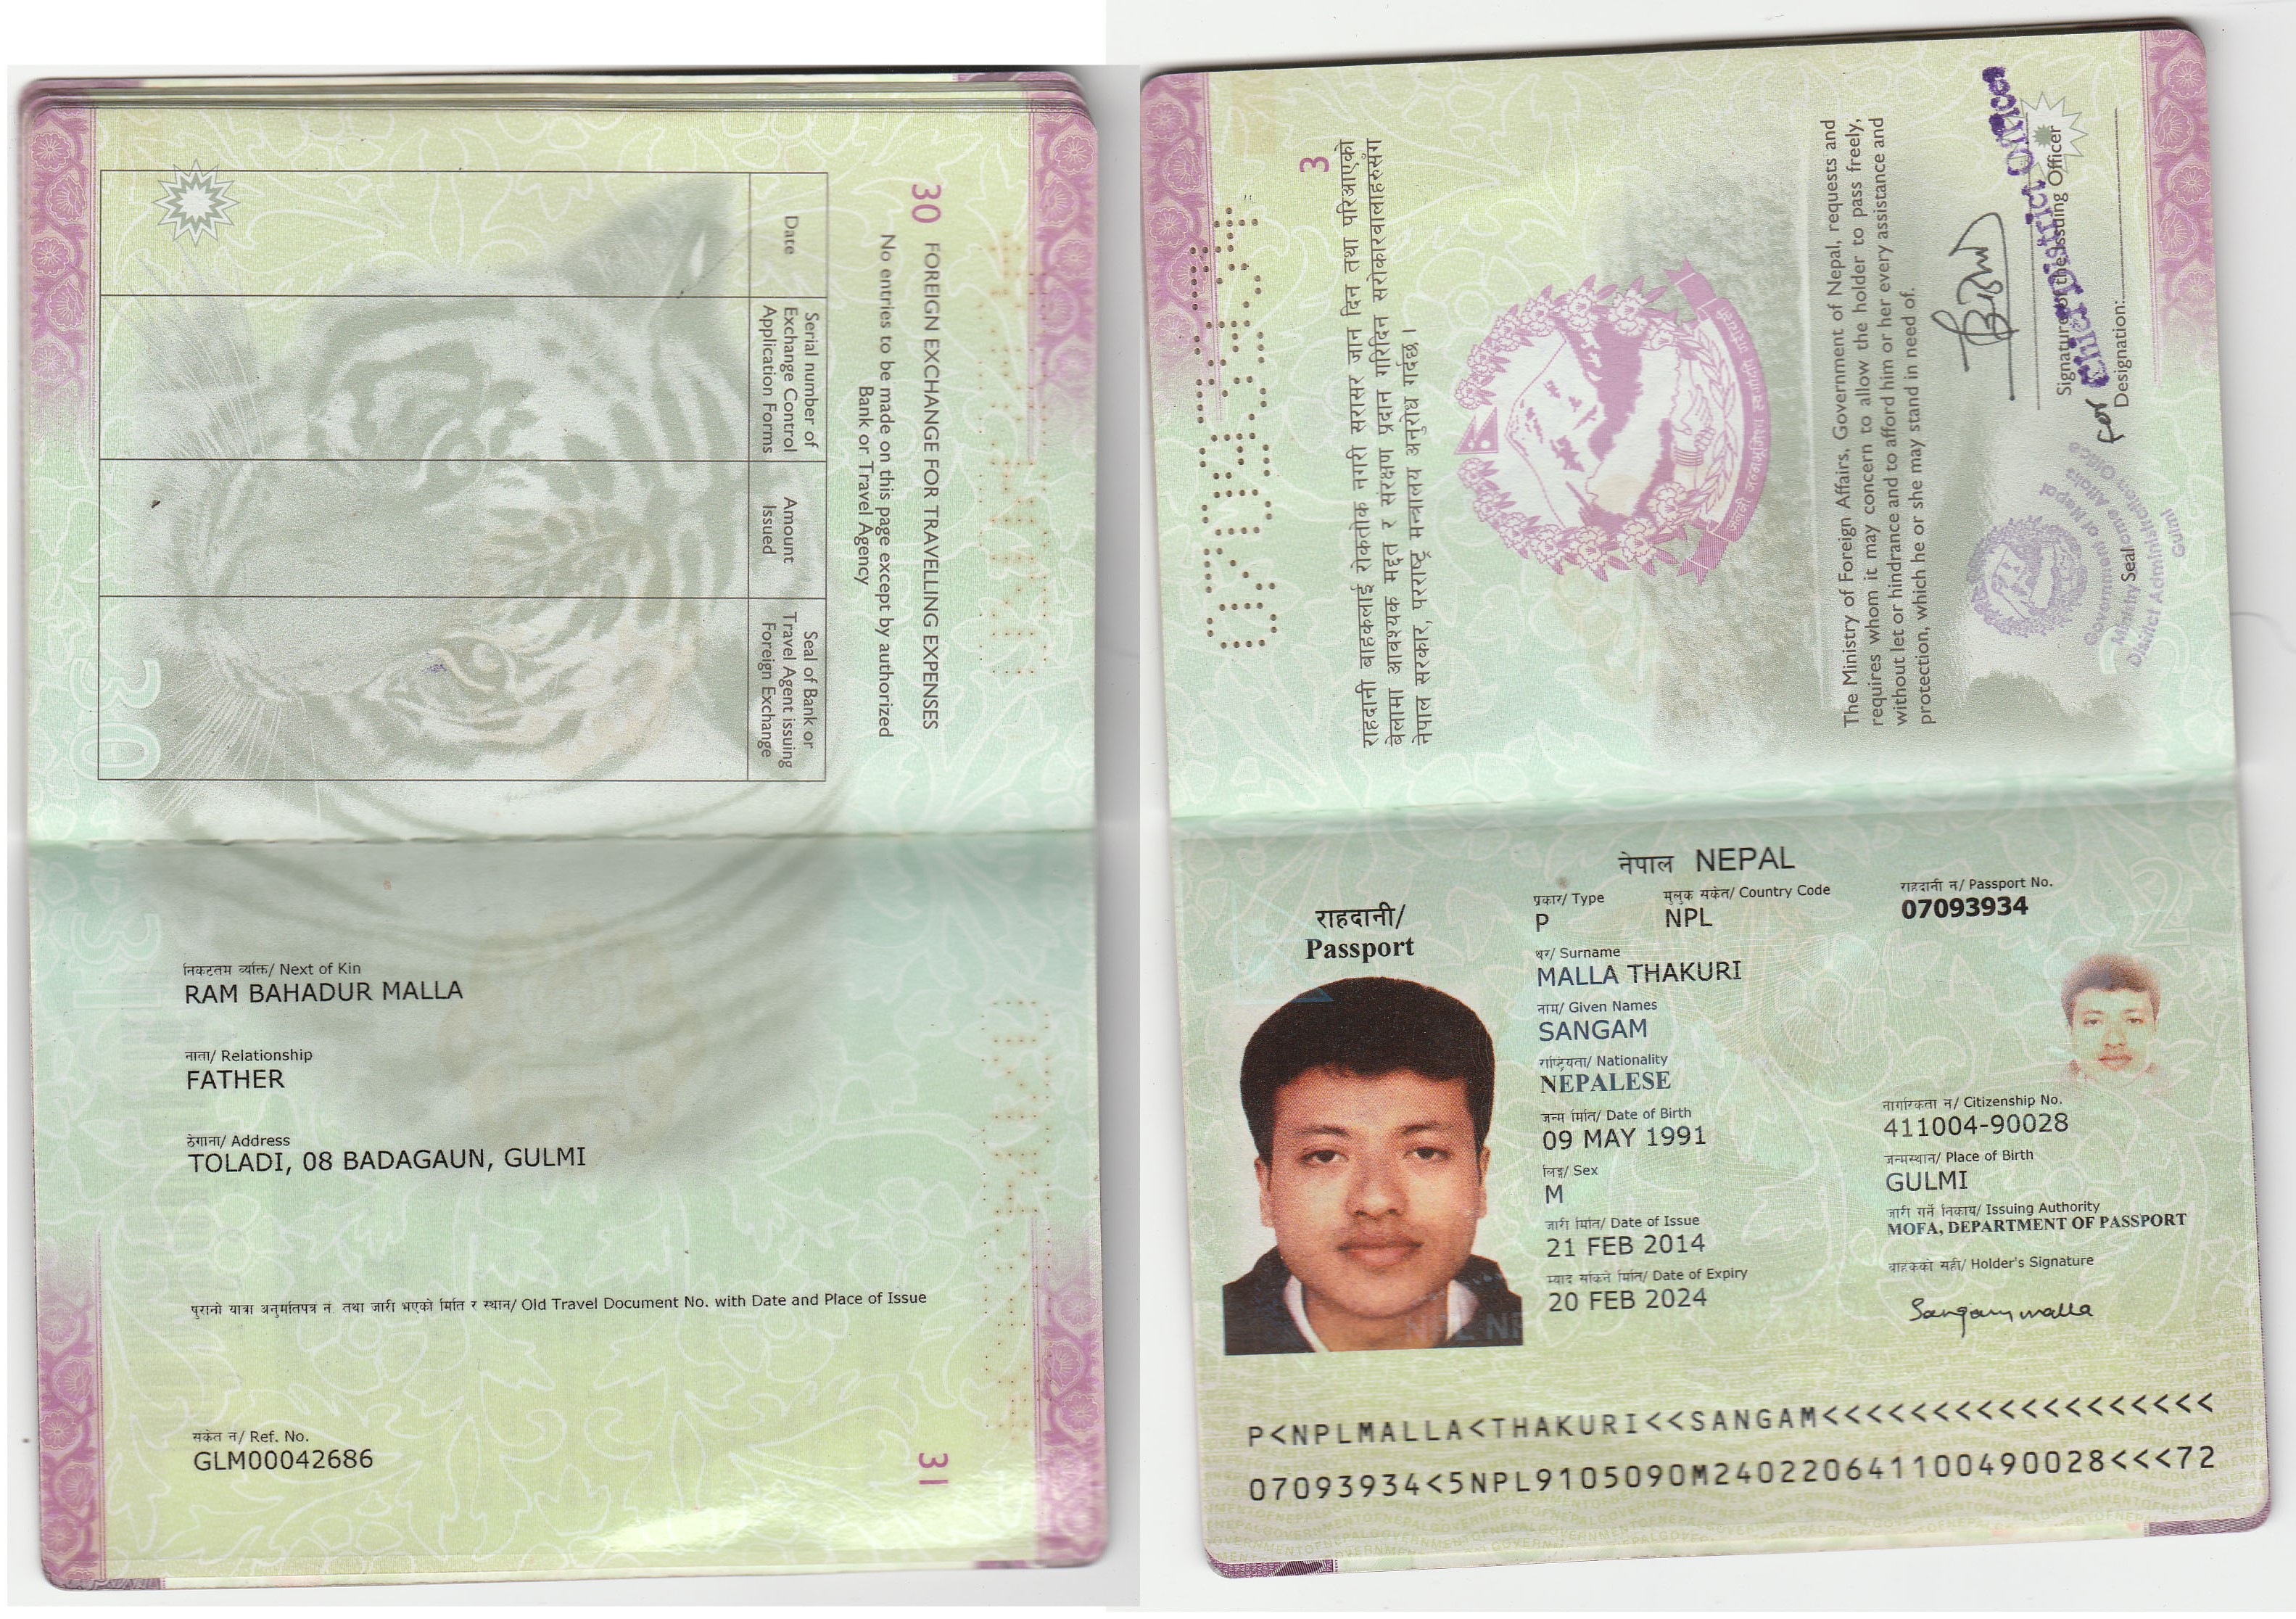 30 FOREIGN EXCHANGE FOR TRAVELLING EXPENSES
No entries to be made on this page except by authorized
Bank or Travel Agency
Date
Serial number of
Exchange Control
Application Forms
Amount
Issued
Seal of Bank or
Travel Agent issuing
Foreign Exchange
30
निकटतम व्यक्ति/ Next of Kin
RAM BAHADUR MALLA
नाता/ Relationship
FATHER
ठेगाना/ Address
TOLADI, 08 BADAGAUN, GULMI
पुरानो यात्रा अनुमतिपत्र नं. तथा जारी भएको मिति र स्थान/ Old Travel Document No. with Date and Place of Issue
संकेत नं/ Ref. No.
GLM00042686
31
3
07093934
राहदानी वाहकलाई रोकतोक नगरी सरासर जान दिन तथा परिआएको
बेलामा आवश्यक मद्दत र संरक्षण प्रदान गरिदिन सरोकारवालाहरुसंग
नेपाल सरकार, परराष्ट्र मन्त्रालय अनुरोध गर्दछ ।
The Ministry of Foreign Affairs, Government of Nepal, requests and
requires whom it may concern to allow the holder to pass freely,
without let or hindrance and to afford him or her every assistance and
protection, which he or she may stand in need of.
Signature of the Issuing Officer
For Chief District Officer
Designation:
Government of Nepal
Ministry of Home Affairs
District Administration Office
Gulmi
Seal
नेपाल NEPAL
राहदानी/
Passport
प्रकार/ Type
P
मुलुक संकेत/ Country Code
NPL
राहदानी नं/ Passport No.
07093934
थर/ Surname
MALLA THAKURI
नाम/ Given Names
SANGAM
राष्ट्रियता/ Nationality
NEPALESE
जन्म मिति/ Date of Birth
09 MAY 1991
नागरिकता नं/ Citizenship No.
411004-90028
लिङ्ग/ Sex
M
जन्मस्थान/ Place of Birth
GULMI
जारी मिति/ Date of Issue
21 FEB 2014
जारी गर्ने निकाय/ Issuing Authority
MOFA, DEPARTMENT OF PASSPORT
म्याद सकिने मिति/ Date of Expiry
20 FEB 2024
वाहकको सही/ Holder's Signature
Sangam malla
P<NPLMALLA<THAKURI<<SANGAM<<<<<<<<<<<<<<<<<<
07093934<5NPL9105090M240220641100490028<<<72